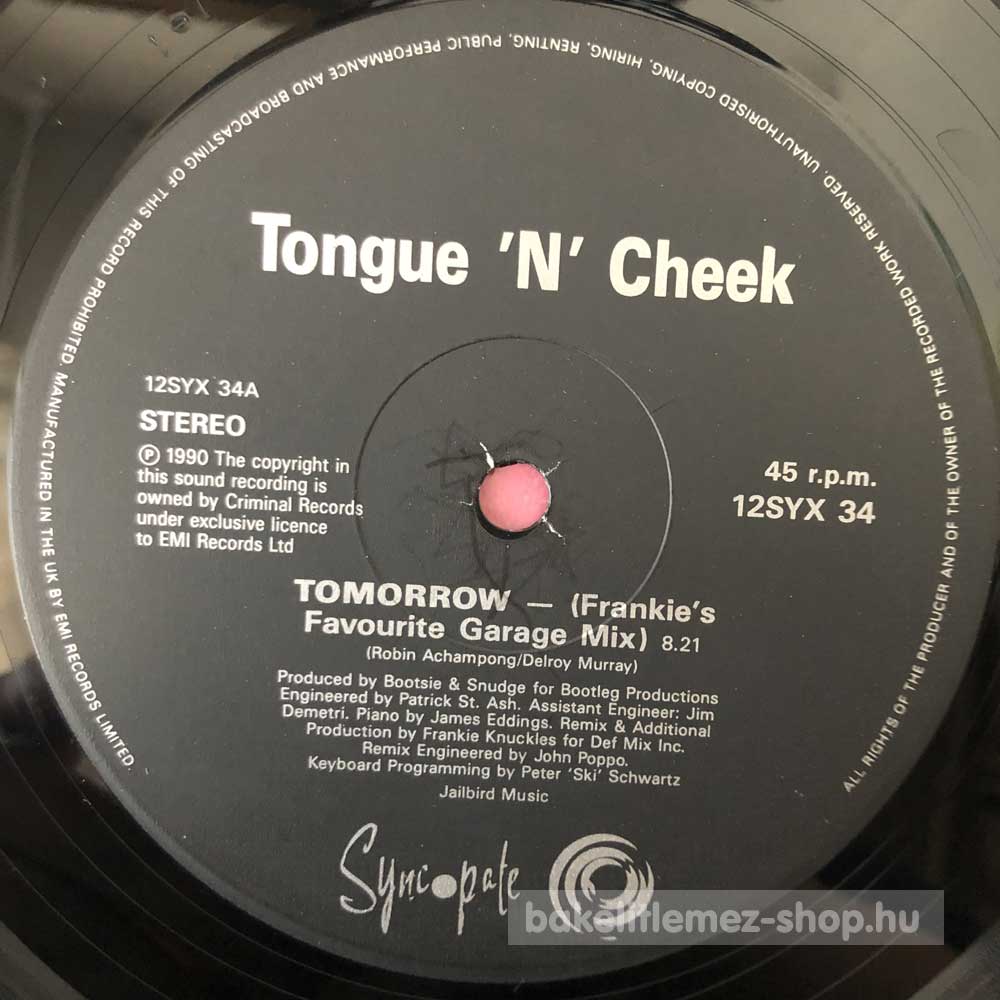 MANUFACTURED IN THE UK BY EMI RECORDS LIMITED.
ALL RIGHTS OF THE PRODUCER AND OF THE OWNER OF THE RECORDED WORK RESERVED. UNAUTHORISED COPYING, HIRING, RENTING, PUBLIC PERFORMANCE AND BROADCASTING OF THIS RECORD PROHIBITED.
Tongue 'N' Cheek
12SYX 34A
STEREO
℗ 1990 The copyright in
this sound recording is
owned by Criminal Records
under exclusive licence
to EMI Records Ltd
45 r.p.m.
12SYX 34
TOMORROW — (Frankie's
Favourite Garage Mix) 8.21
(Robin Achampong/Delroy Murray)
Produced by Bootsie & Snudge for Bootleg Productions
Engineered by Patrick St. Ash. Assistant Engineer: Jim
Demetri. Piano by James Eddings. Remix & Additional
Production by Frankie Knuckles for Def Mix Inc.
Remix Engineered by John Poppo.
Keyboard Programming by Peter 'Ski' Schwartz
Jailbird Music
Syncopate
bakelitlemez-shop.hu